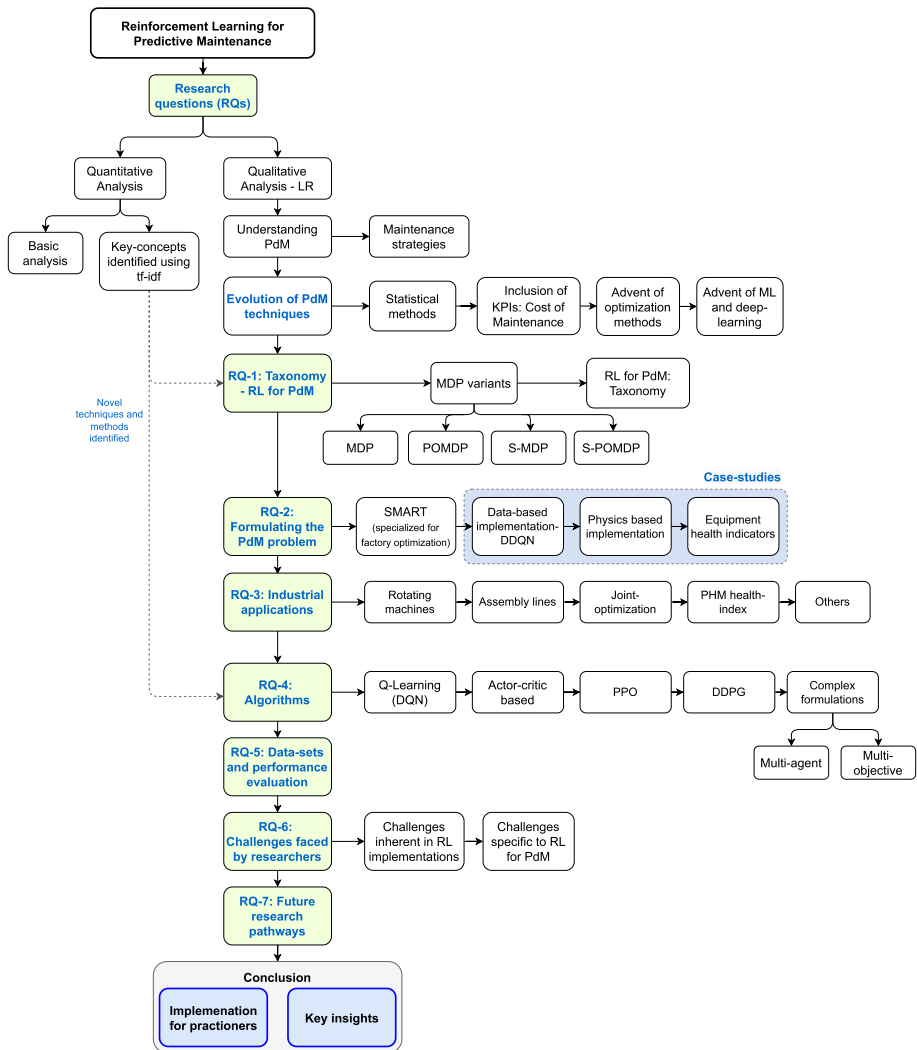 Reinforcement Learning for
Predictive Maintenance
Research
questions (RQs)
Quantitative
Analysis
Qualitative
Analysis - LR
Basic
analysis
Key-concepts
identified using
tf-idf
Understanding
PdM
Maintenance
strategies
Evolution of PdM
techniques
Statistical
methods
Inclusion of
KPIs: Cost of
Maintenance
Advent of
optimization
methods
Advent of ML
and deep-
learning
RQ-1: Taxonomy
- RL for PdM
MDP variants
RL for PdM:
Taxonomy
MDP
POMDP
S-MDP
S-POMDP
Novel
techniques and
methods
identified
Case-studies
RQ-2:
Formulating the
PdM problem
SMART
(specialized for
factory optimization)
Data-based
implementation-
DDQN
Physics based
implementation
Equipment
health indicators
RQ-3: Industrial
applications
Rotating
machines
Assembly lines
Joint-
optimization
PHM health-
index
Others
RQ-4:
Algorithms
Q-Learning
(DQN)
Actor-critic
based
PPO
DDPG
Complex
formulations
Multi-agent
Multi-
objective
RQ-5: Data-sets
and performance
evaluation
RQ-6:
Challenges faced
by researchers
Challenges
inherent in RL
implementations
Challenges
specific to RL
for PdM
RQ-7: Future
research
pathways
Conclusion
Implemenation
for practioners
Key insights